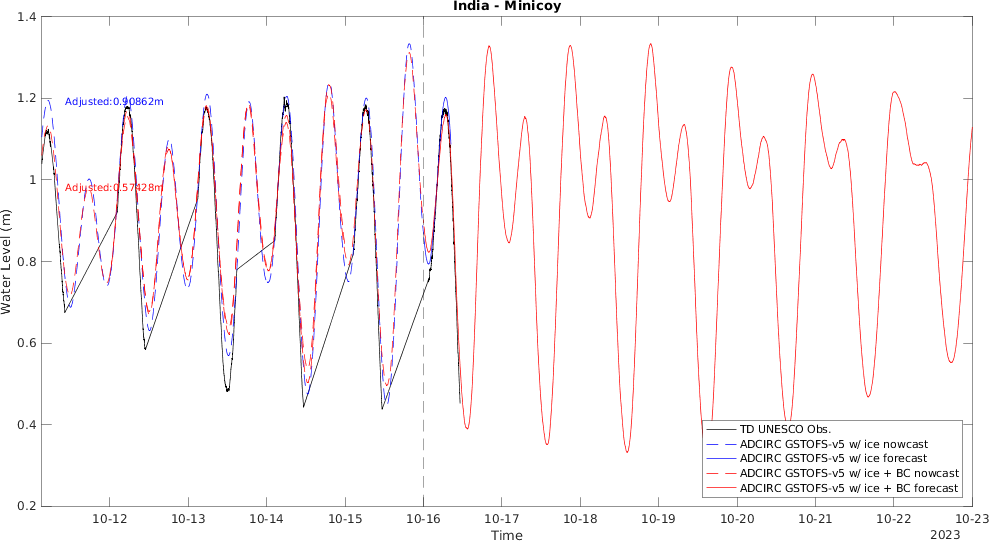 India - Minicoy
1.4
1.2
1
0.8
0.6
0.4
0.2
Water Level (m)
Adjusted:0.90862m
Adjusted:0.57428m
TD UNESCO Obs.
ADCIRC GSTOFS-v5 w/ ice nowcast
ADCIRC GSTOFS-v5 w/ ice forecast
ADCIRC GSTOFS-v5 w/ ice + BC nowcast
ADCIRC GSTOFS-v5 w/ ice + BC forecast
10-12 10-13 10-14 10-15 10-16 10-17 10-18 10-19 10-20 10-21 10-22 10-23
Time
2023